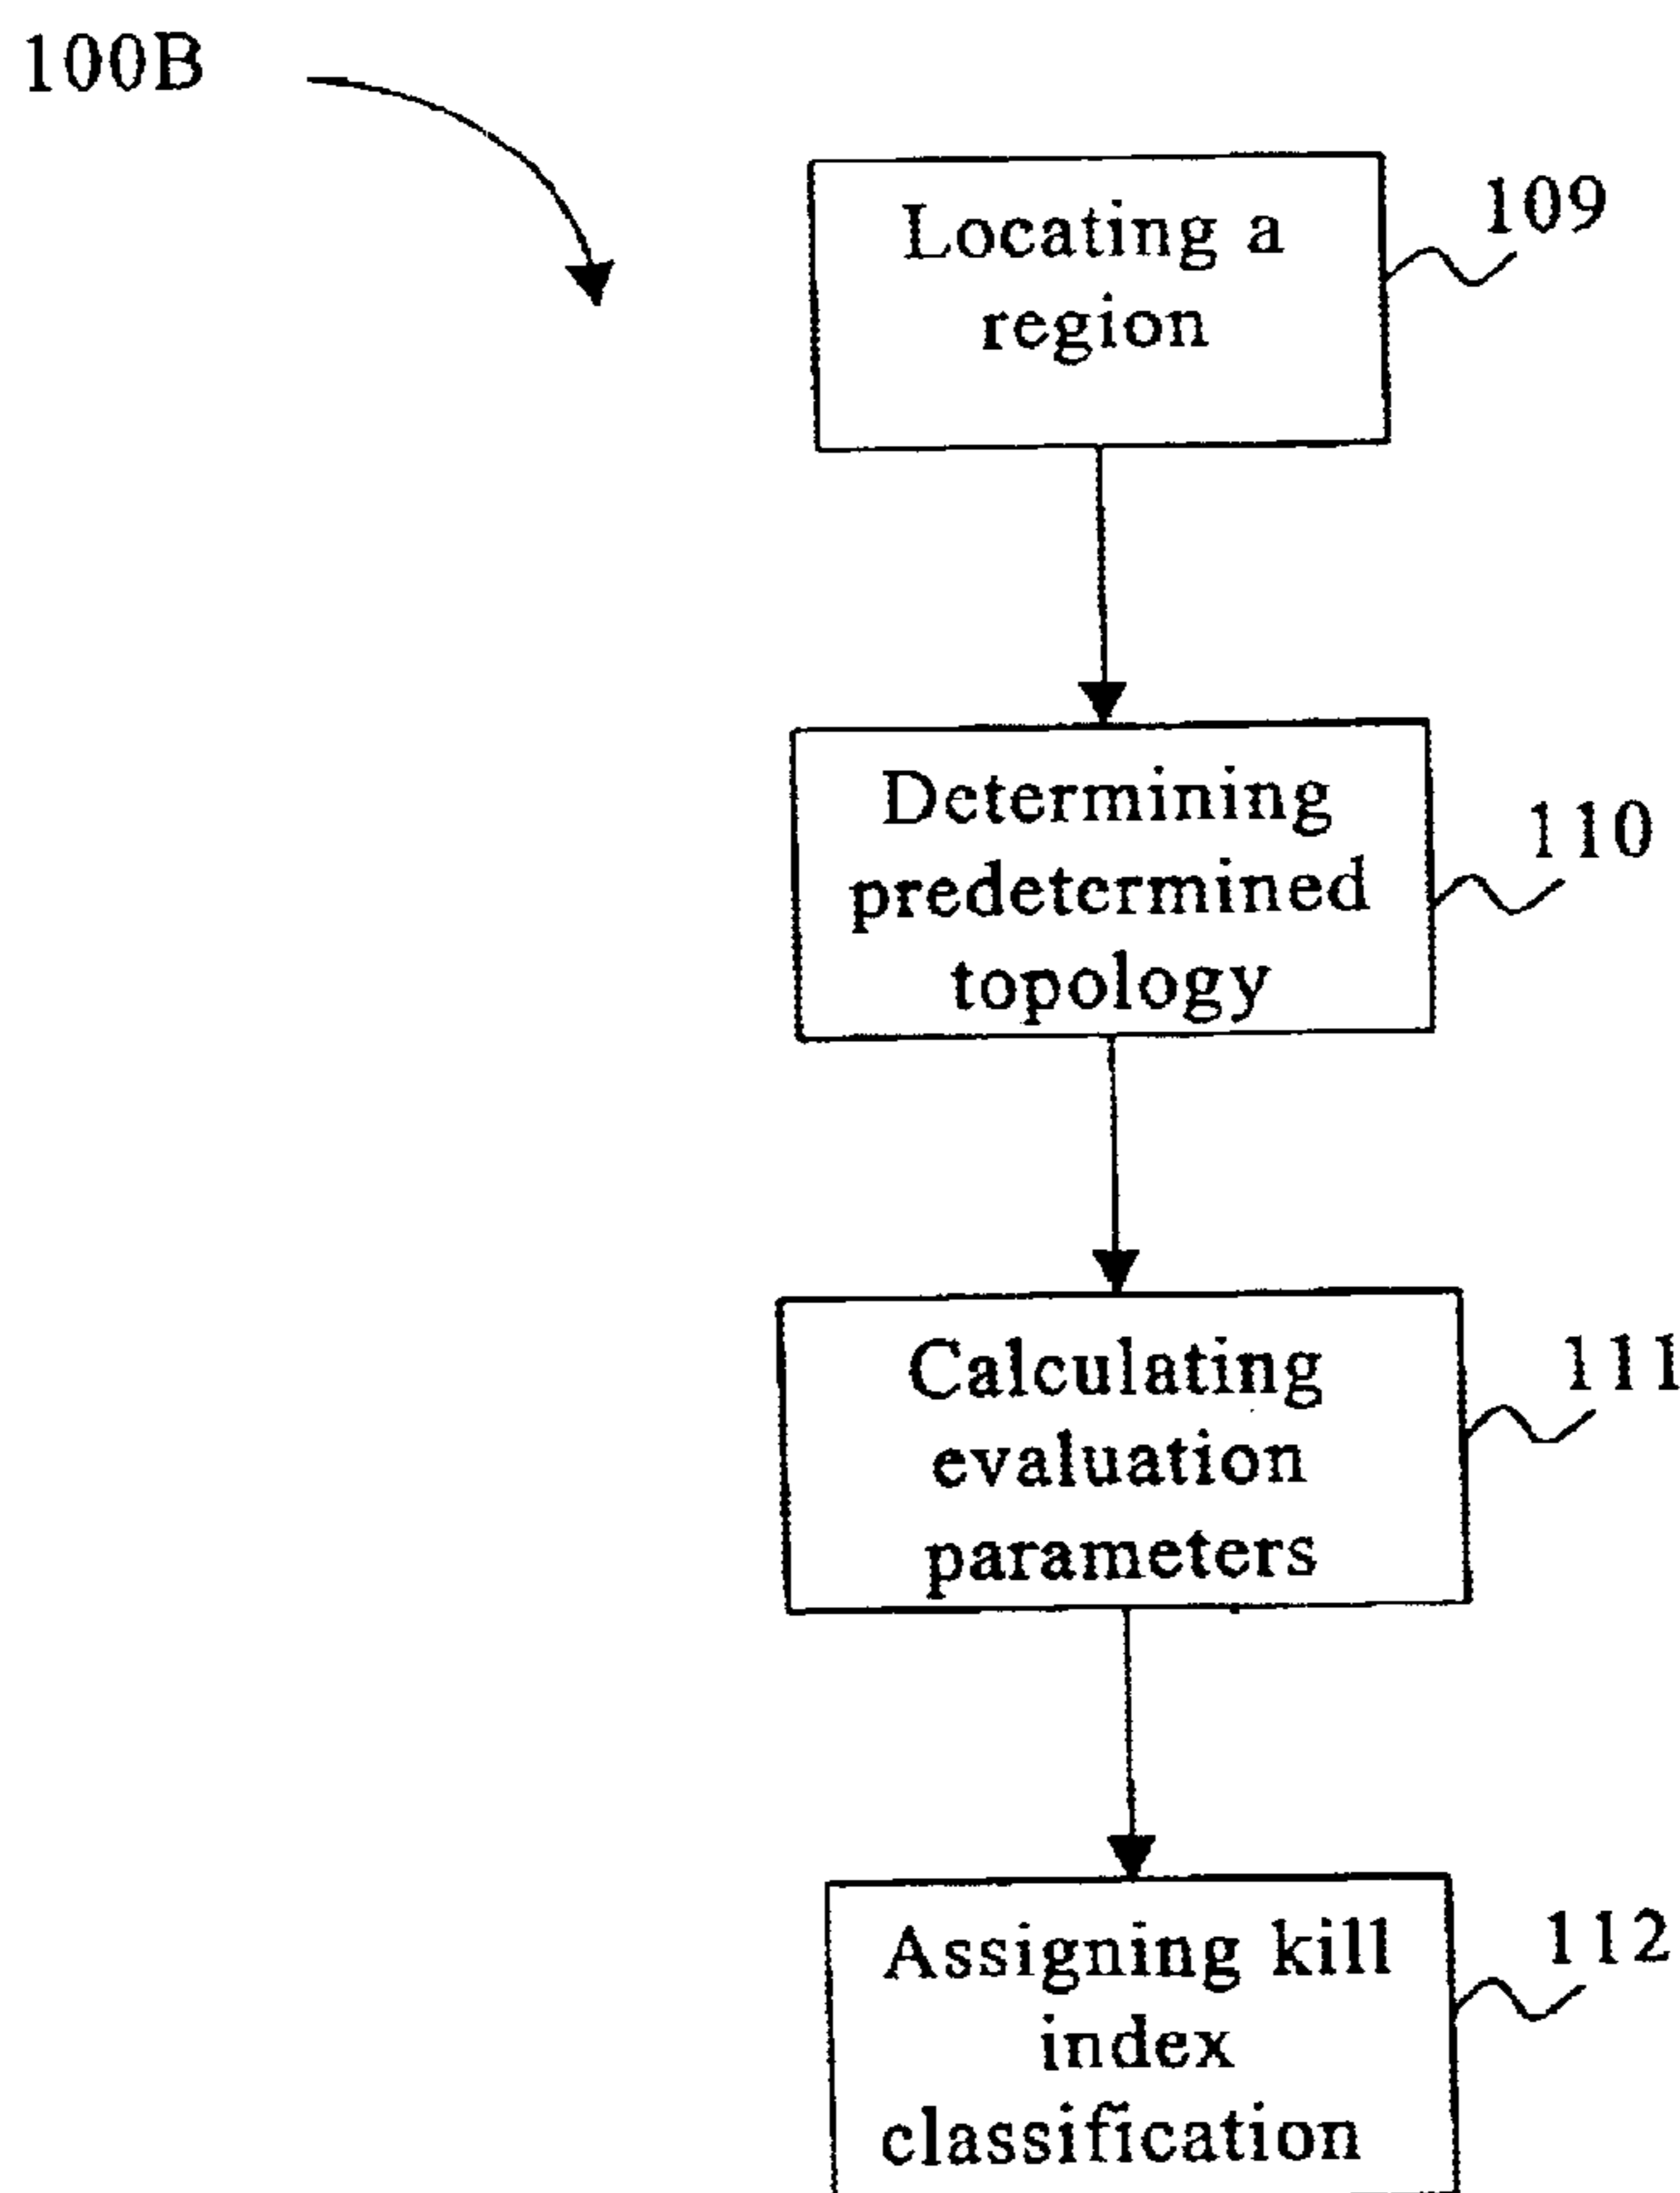 100B
Locating a
region
109
Determining
predetermined
topology
110
Calculating
evaluation
parameters
111
Assigning kill
index
classification
112